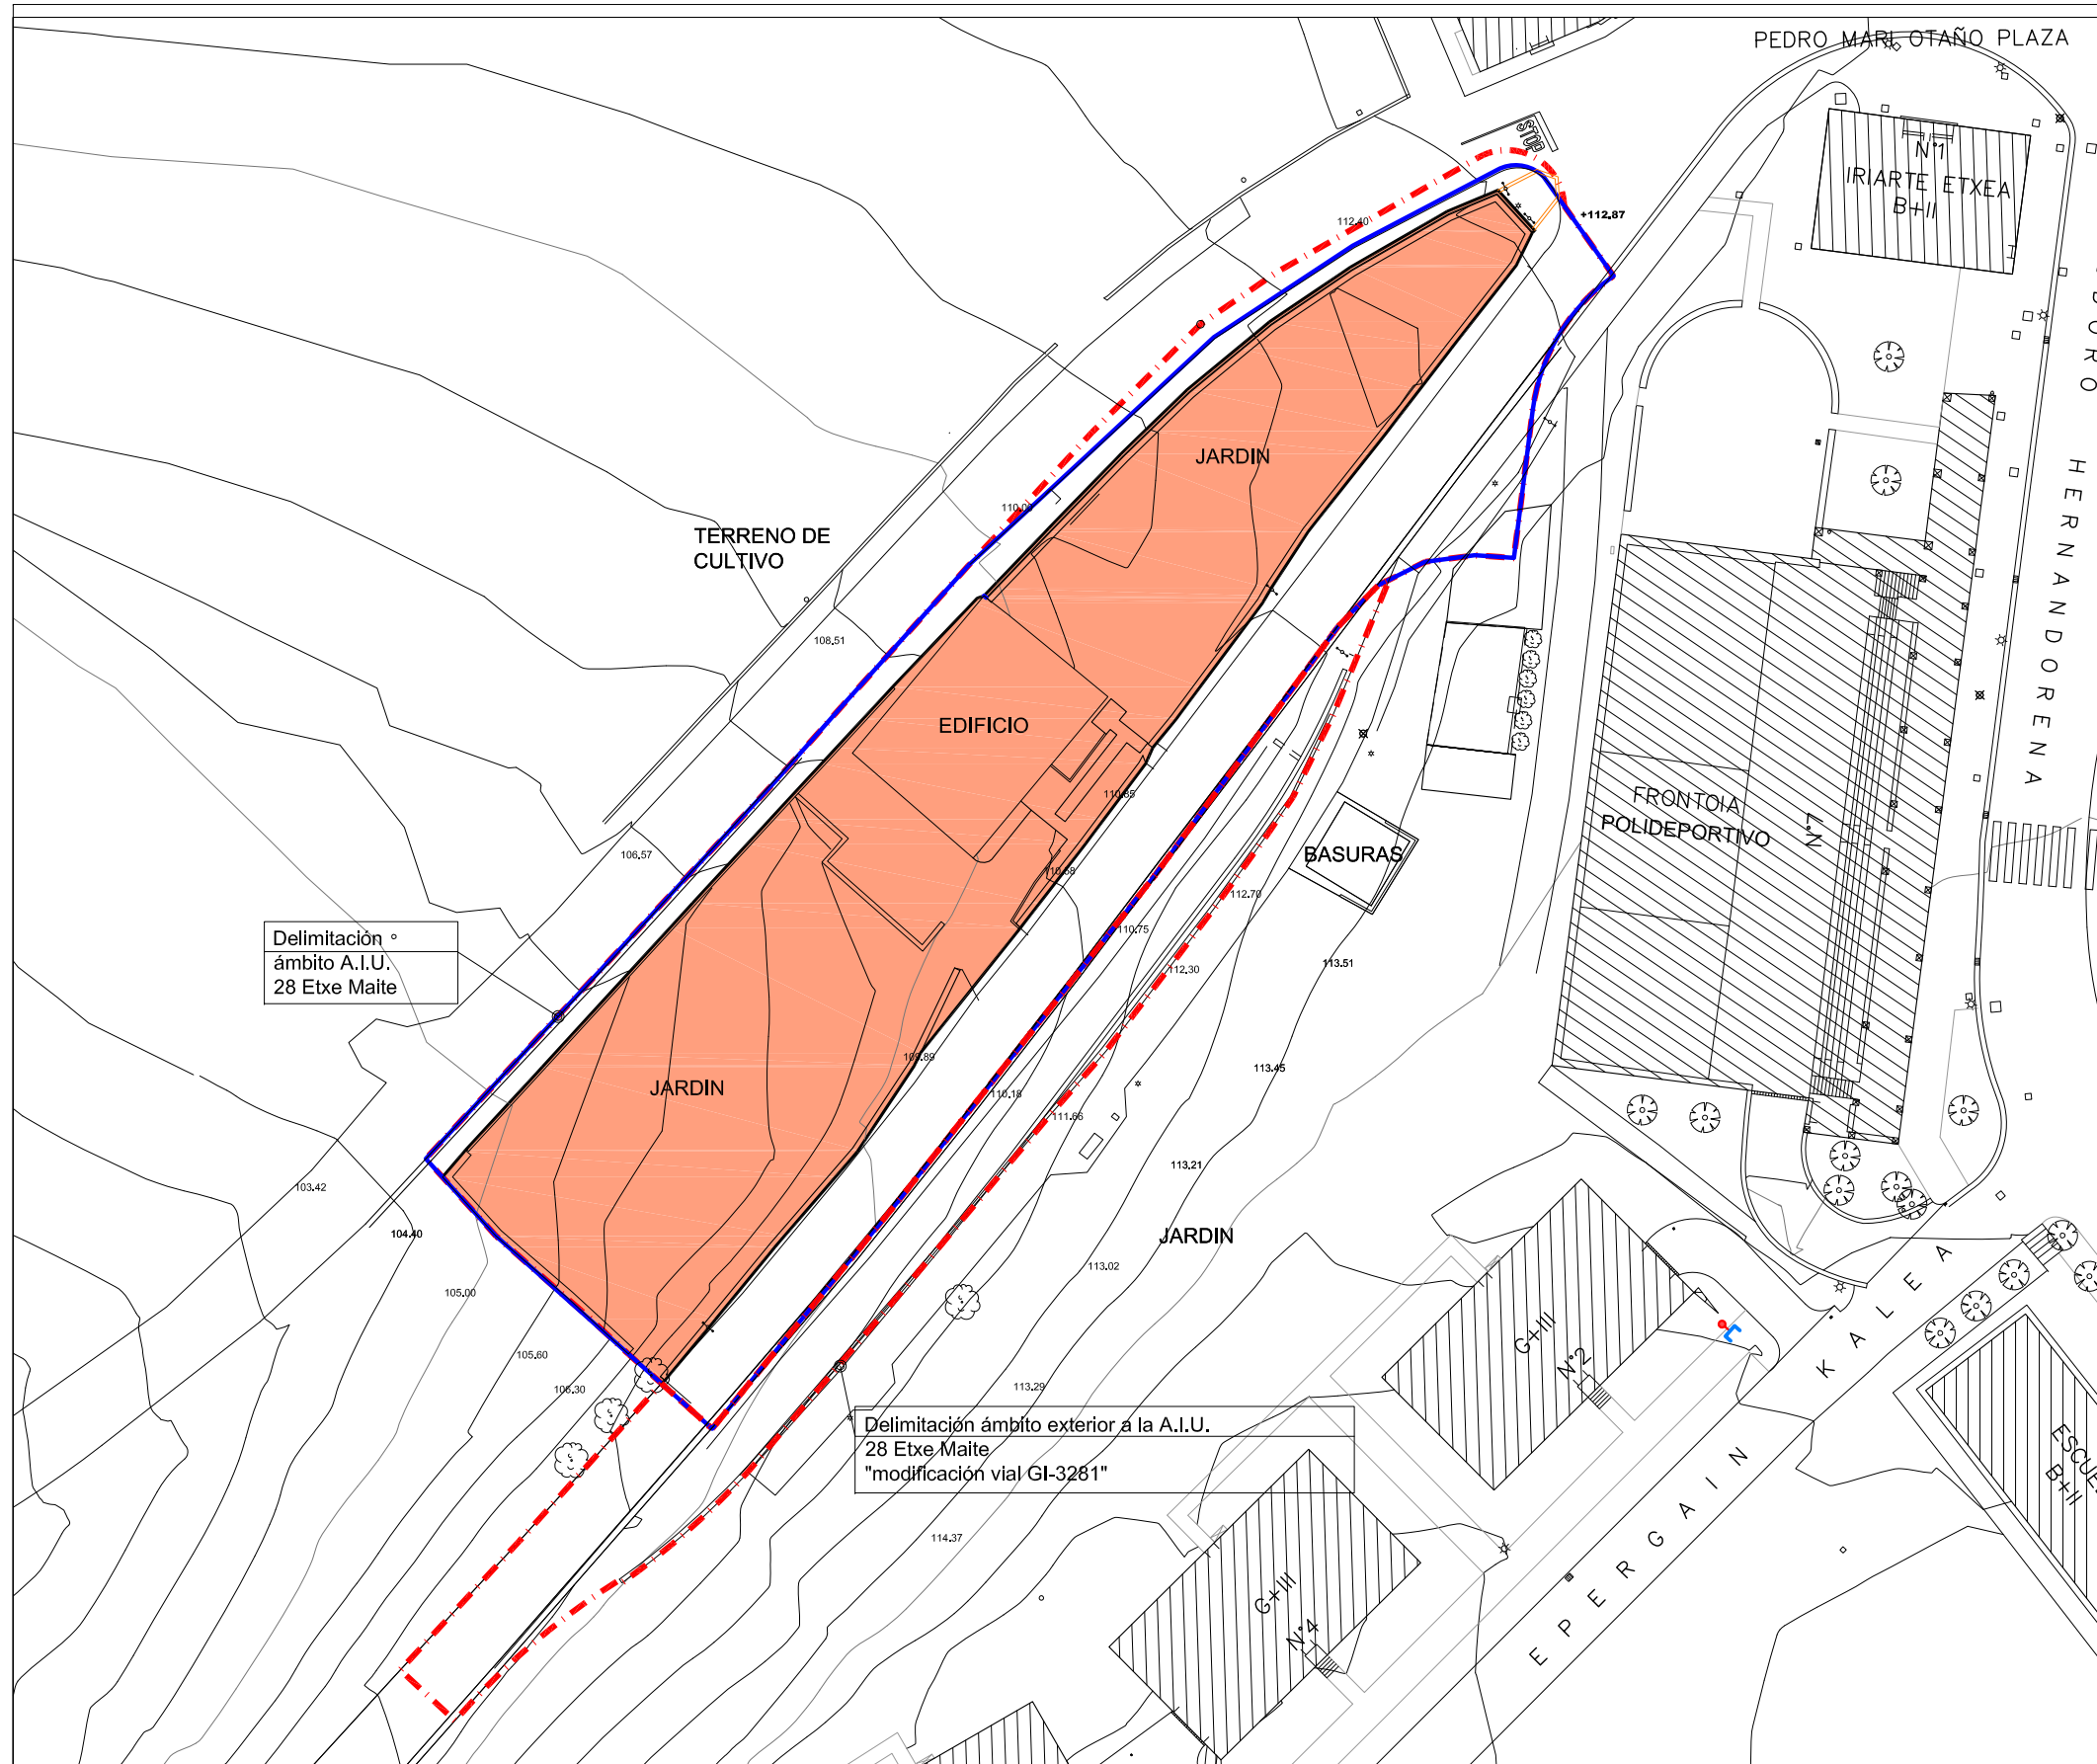 PEDRO MARI OTAÑO PLAZA
STOP
Nº1
IRIARTE ETXEA
B+II
+112.87
112.40
HERNANDORENA
JARDIN
TERRENO DE
CULTIVO
108.51
EDIFICIO
110.85
FRONTOIA
POLIDEPORTIVO
Nº7
BASURAS
106.57
110.68
112.70
110.75
112.30
113.51
Delimitación
ámbito A.I.U.
28 Etxe Maite
109.89
113.45
JARDIN
110.18
111.66
103.42
113.21
104.40
JARDIN
113.02
105.00
105.60
106.30
G+III
Nº2
113.29
Delimitación ámbito exterior a la A.I.U.
28 Etxe Maite
"modificación vial GI-3281"
114.37
G+III
Nº4
EPERGAIN KALEA
B+II